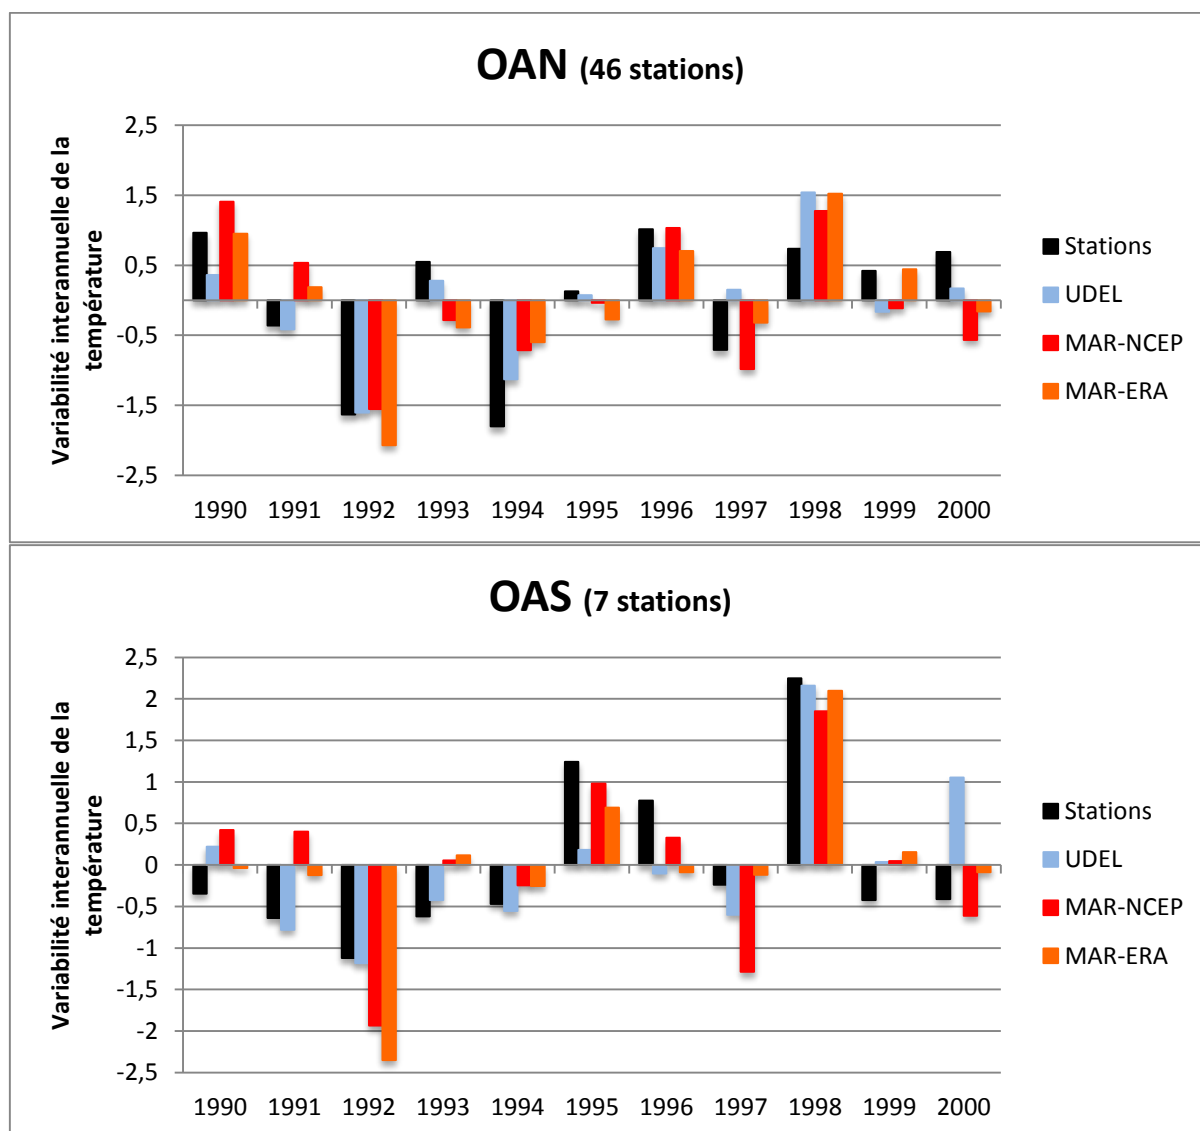 OAN (46 stations)
Variabilité interannuelle de la
température
2,5
1,5
0,5
-0,5
-1,5
-2,5
1990 1991 1992 1993 1994 1995 1996 1997 1998 1999 2000
Stations
UDEL
MAR-NCEP
MAR-ERA
OAS (7 stations)
Variabilité interannuelle de la
température
2,5
2
1,5
1
0,5
0
-0,5
-1
-1,5
-2
-2,5
1990 1991 1992 1993 1994 1995 1996 1997 1998 1999 2000
Stations
UDEL
MAR-NCEP
MAR-ERA